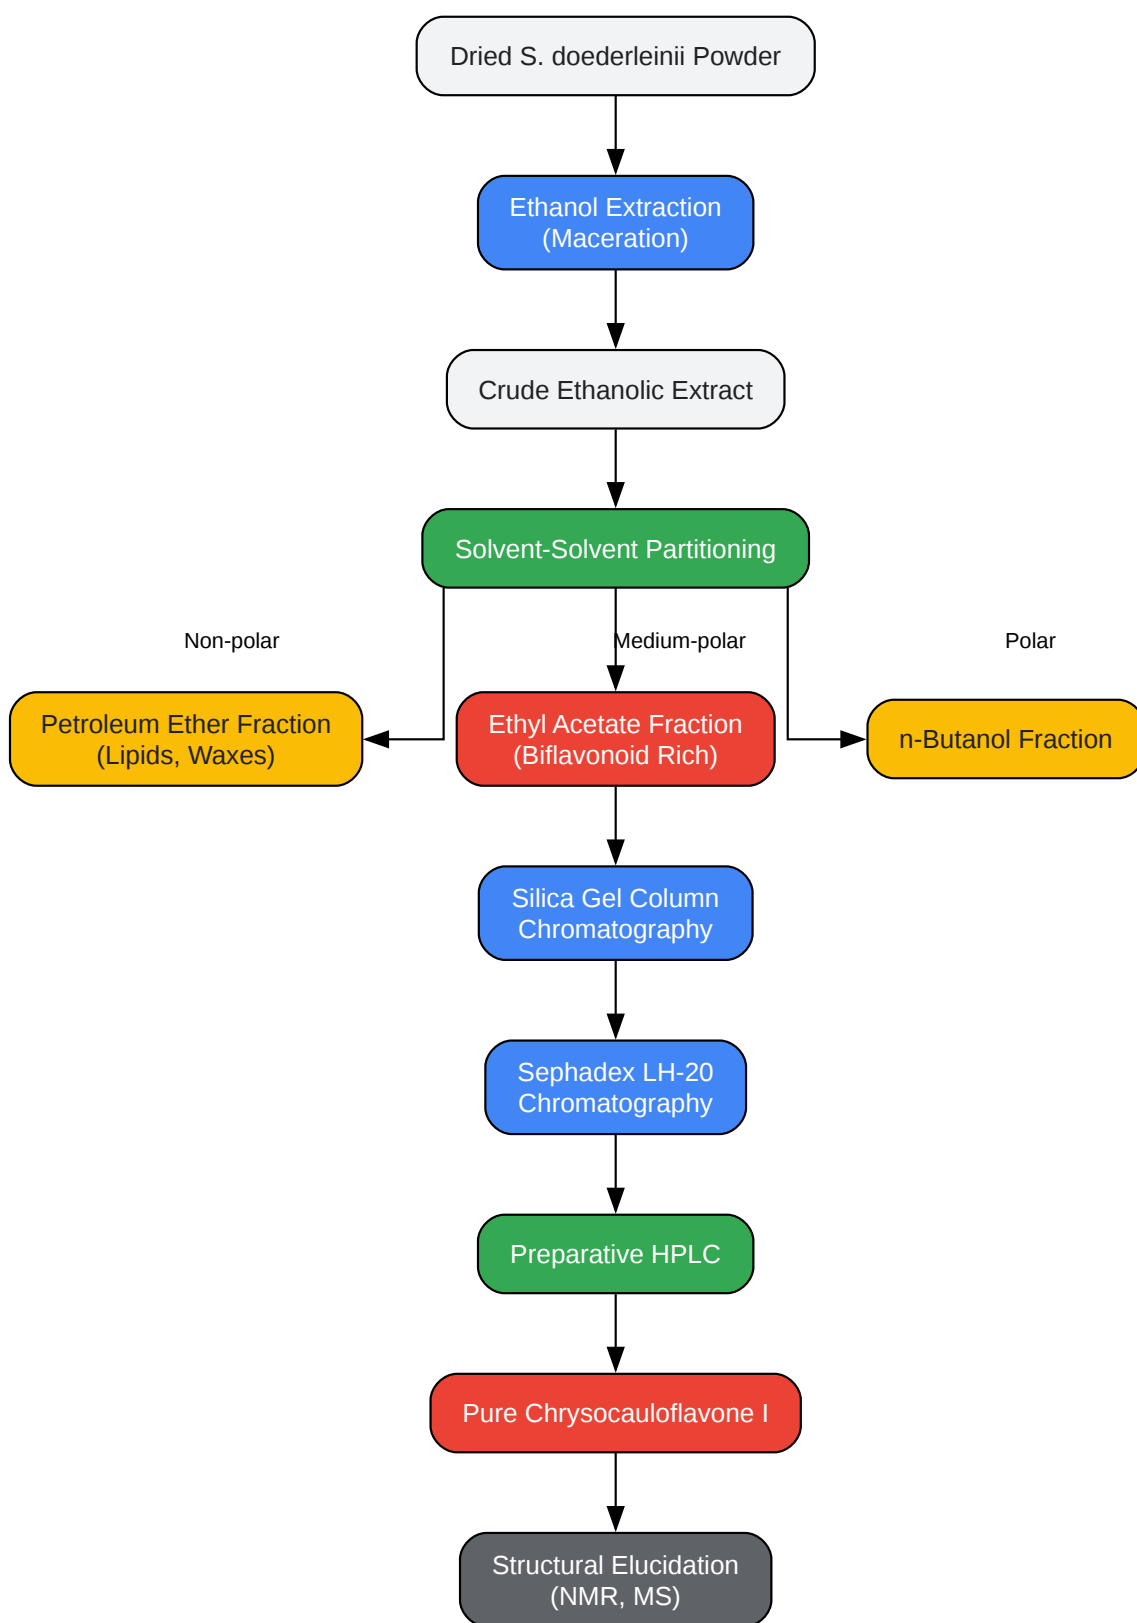 Dried S. doederleinii Powder
Ethanol Extraction
(Maceration)
Crude Ethanolic Extract
Solvent-Solvent Partitioning
Non-polar
Medium-polar
Polar
Petroleum Ether Fraction
(Lipids, Waxes)
Ethyl Acetate Fraction
(Biflavonoid Rich)
n-Butanol Fraction
Silica Gel Column
Chromatography
Sephadex LH-20
Chromatography
Preparative HPLC
Pure Chrysocauloflavone I
Structural Elucidation
(NMR, MS)